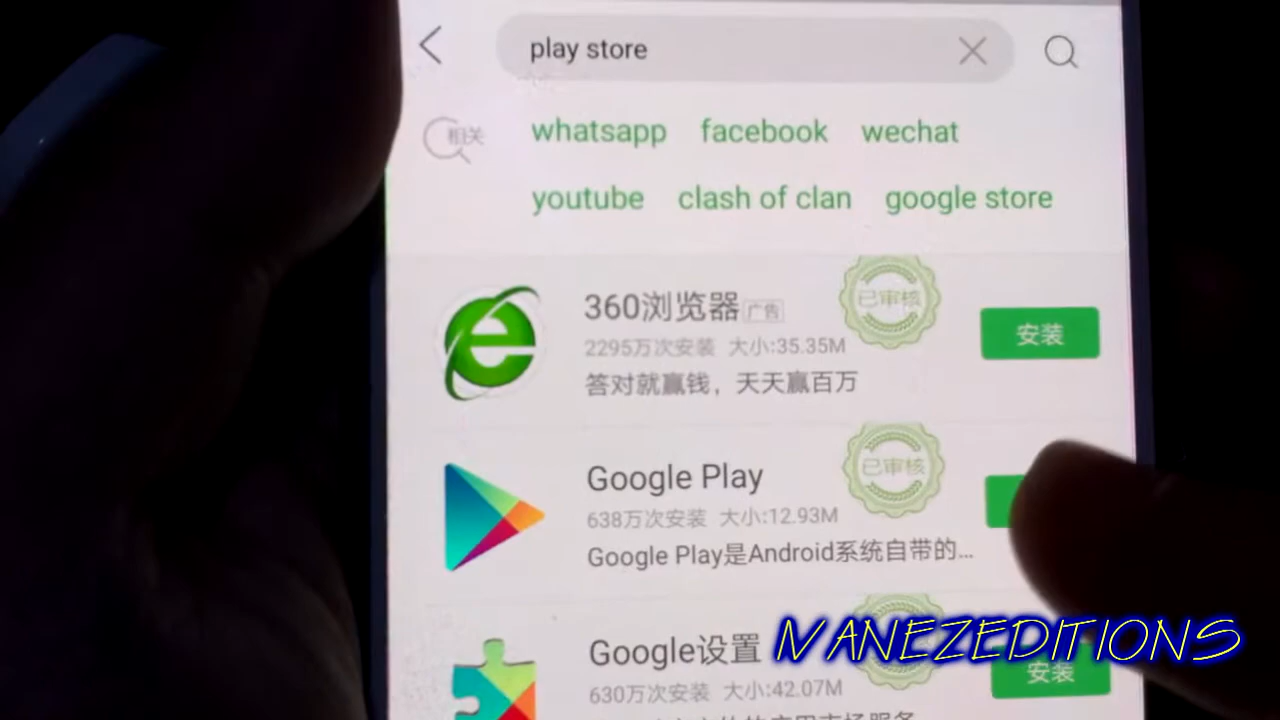 play store
相关
whatsapp facebook wechat
youtube clash of clan google store
360浏览器 广告
已审核
2295万次安装 大小:35.35M
安装
答对就赢钱，天天赢百万
Google Play
已审核
638万次安装 大小:12.93M
Google Play是Android系统自带的...
Google设置
IVANEZEDITIONS
630万次安装 大小:42.07M
安装